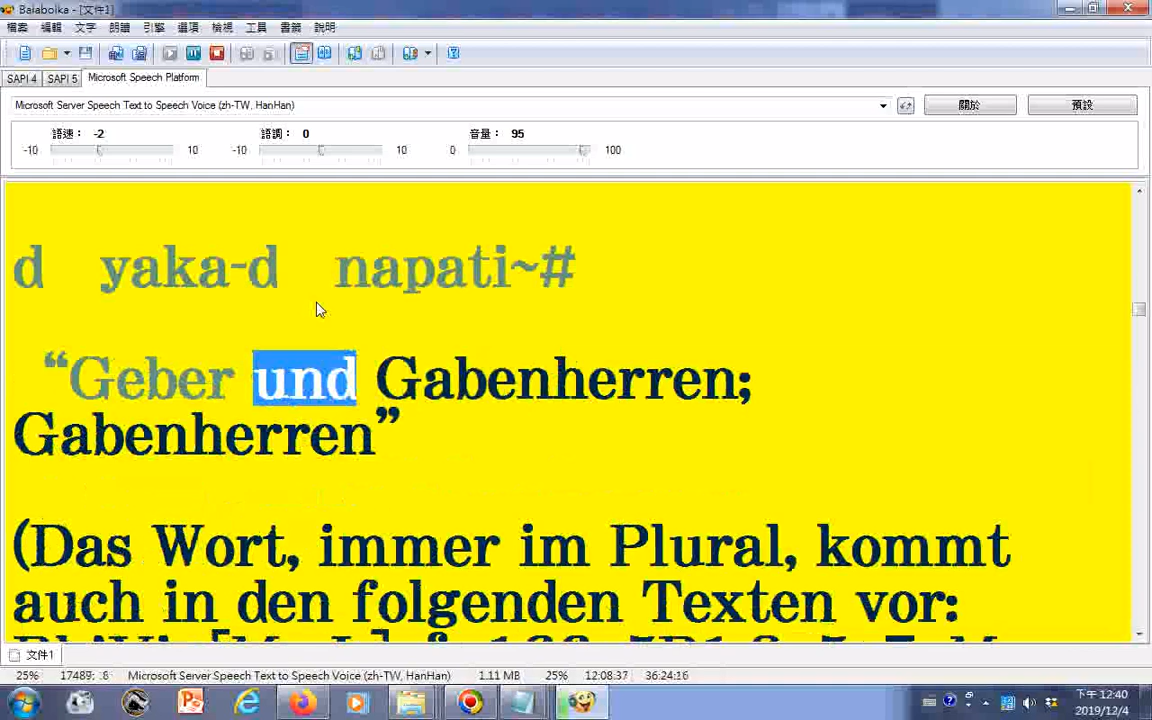 Balabolka - [文件1]
檔案 編輯 文字 朗讀 引擎 選項 檢視 工具 書籤 說明
SAPI 4 SAPI 5 Microsoft Speech Platform
Microsoft Server Speech Text to Speech Voice (zh-TW, HanHan) 關於 預設
語速： -2 語調： 0 音量： 95
-10 10 -10 10 0 100
d yaka-d napati~#
“Geber und Gabenherren;
Gabenherren”
(Das Wort, immer im Plural, kommt
auch in den folgenden Texten vor:
文件1
25% 17489: 8 Microsoft Server Speech Text to Speech Voice (zh-TW, HanHan) 1.11 MB 25% 12:08:37 36:24:16
下午 12:40
2019/12/4